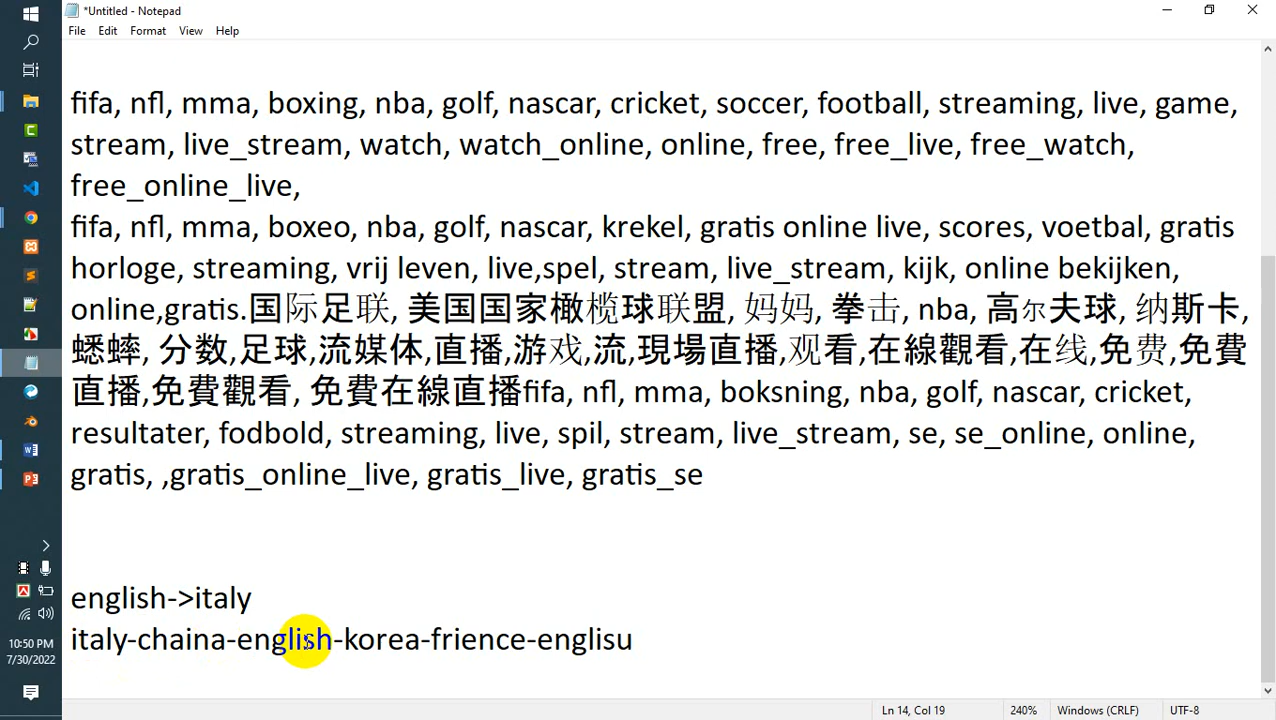 *Untitled - Notepad
File Edit Format View Help
fifa, nfl, mma, boxing, nba, golf, nascar, cricket, soccer, football, streaming, live, game,
stream, live_stream, watch, watch_online, online, free, free_live, free_watch,
free_online_live,
fifa, nfl, mma, boxeo, nba, golf, nascar, krekel, gratis online live, scores, voetbal, gratis
horloge, streaming, vrij leven, live,spel, stream, live_stream, kijk, online bekijken,
online,gratis.国际足联, 美国国家橄榄球联盟, 妈妈, 拳击, nba, 高尔夫球, 纳斯卡,
蟋蟀, 分数,足球,流媒体,直播,游戏,流,現場直播,观看,在線觀看,在线,免费,免費
直播,免費觀看, 免費在線直播fifa, nfl, mma, boksning, nba, golf, nascar, cricket,
resultater, fodbold, streaming, live, spil, stream, live_stream, se, se_online, online,
gratis, ,gratis_online_live, gratis_live, gratis_se
english->italy
italy-chaina-english-korea-frience-englisu
10:50 PM
7/30/2022
Ln 14, Col 19 240% Windows (CRLF) UTF-8